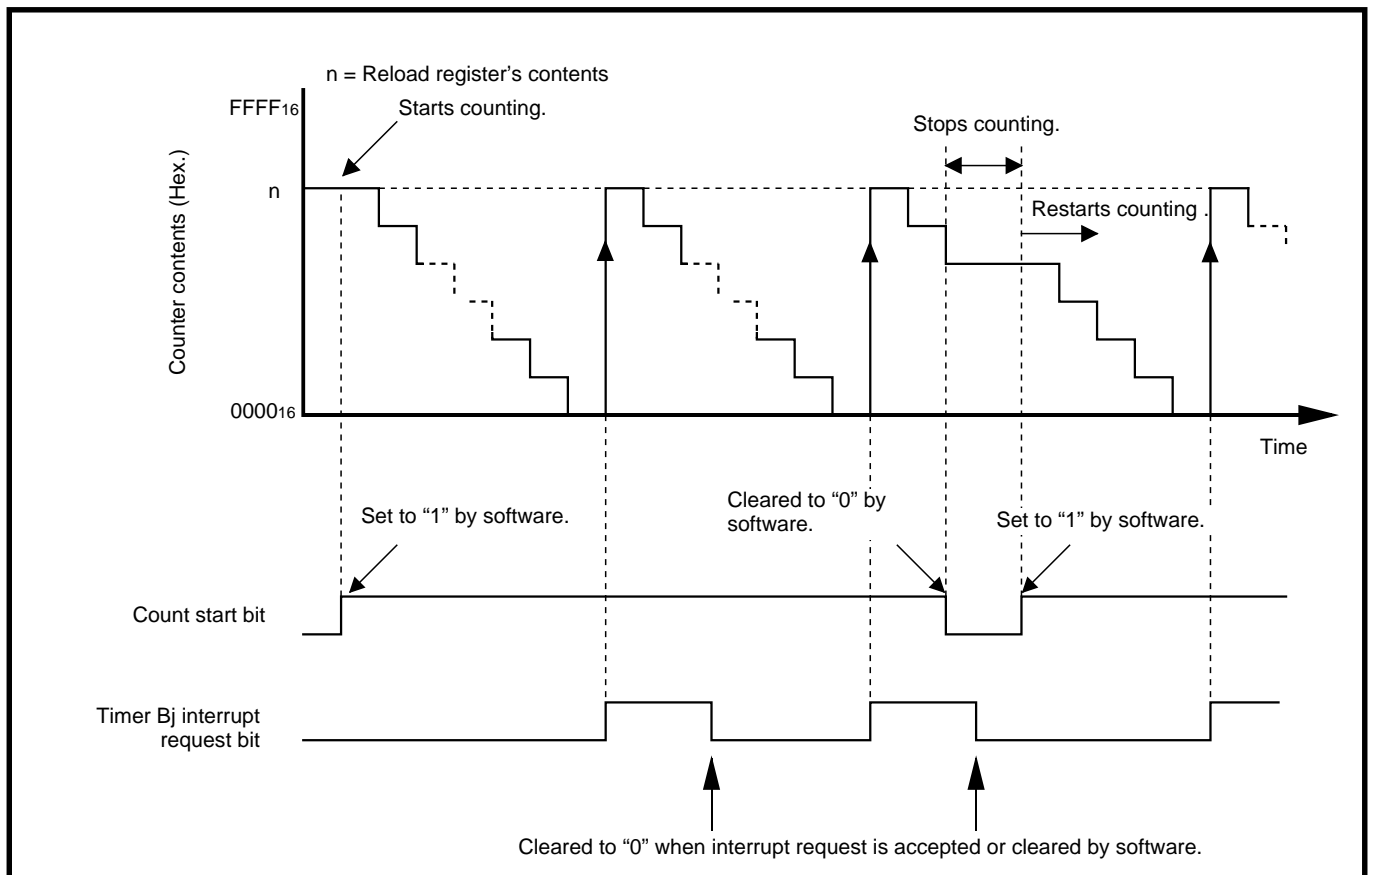 n = Reload register’s contents
FFFF16
Starts counting.
Stops counting.
Counter contents (Hex.)
n
Restarts counting .
000016
Time
Cleared to “0” by
software.
Set to “1” by software.
Set to “1” by software.
Count start bit
Timer Bj interrupt
request bit
Cleared to “0” when interrupt request is accepted or cleared by software.